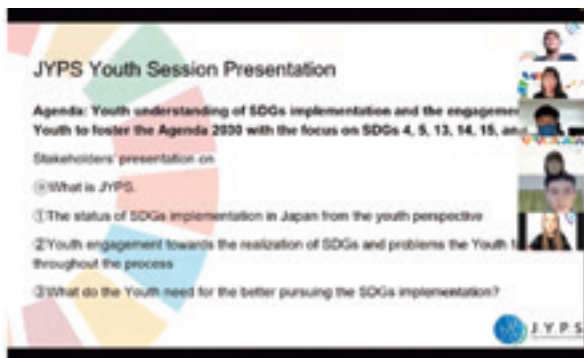 JYPS Youth Session Presentation
Agenda: Youth understanding of SDGs implementation and the engageme
Youth to foster the Agenda 2030 with the focus on SDGs 4, 5, 13, 14, 15, an
Stakeholders' presentation on
⓪What is JYPS.
①The status of SDGs implementation in Japan from the youth perspective
②Youth engagement towards the realization of SDGs and problems the Youth f
throughout the process
③What do the Youth need for the better pursuing the SDGs implementation?
J.Y.P.S